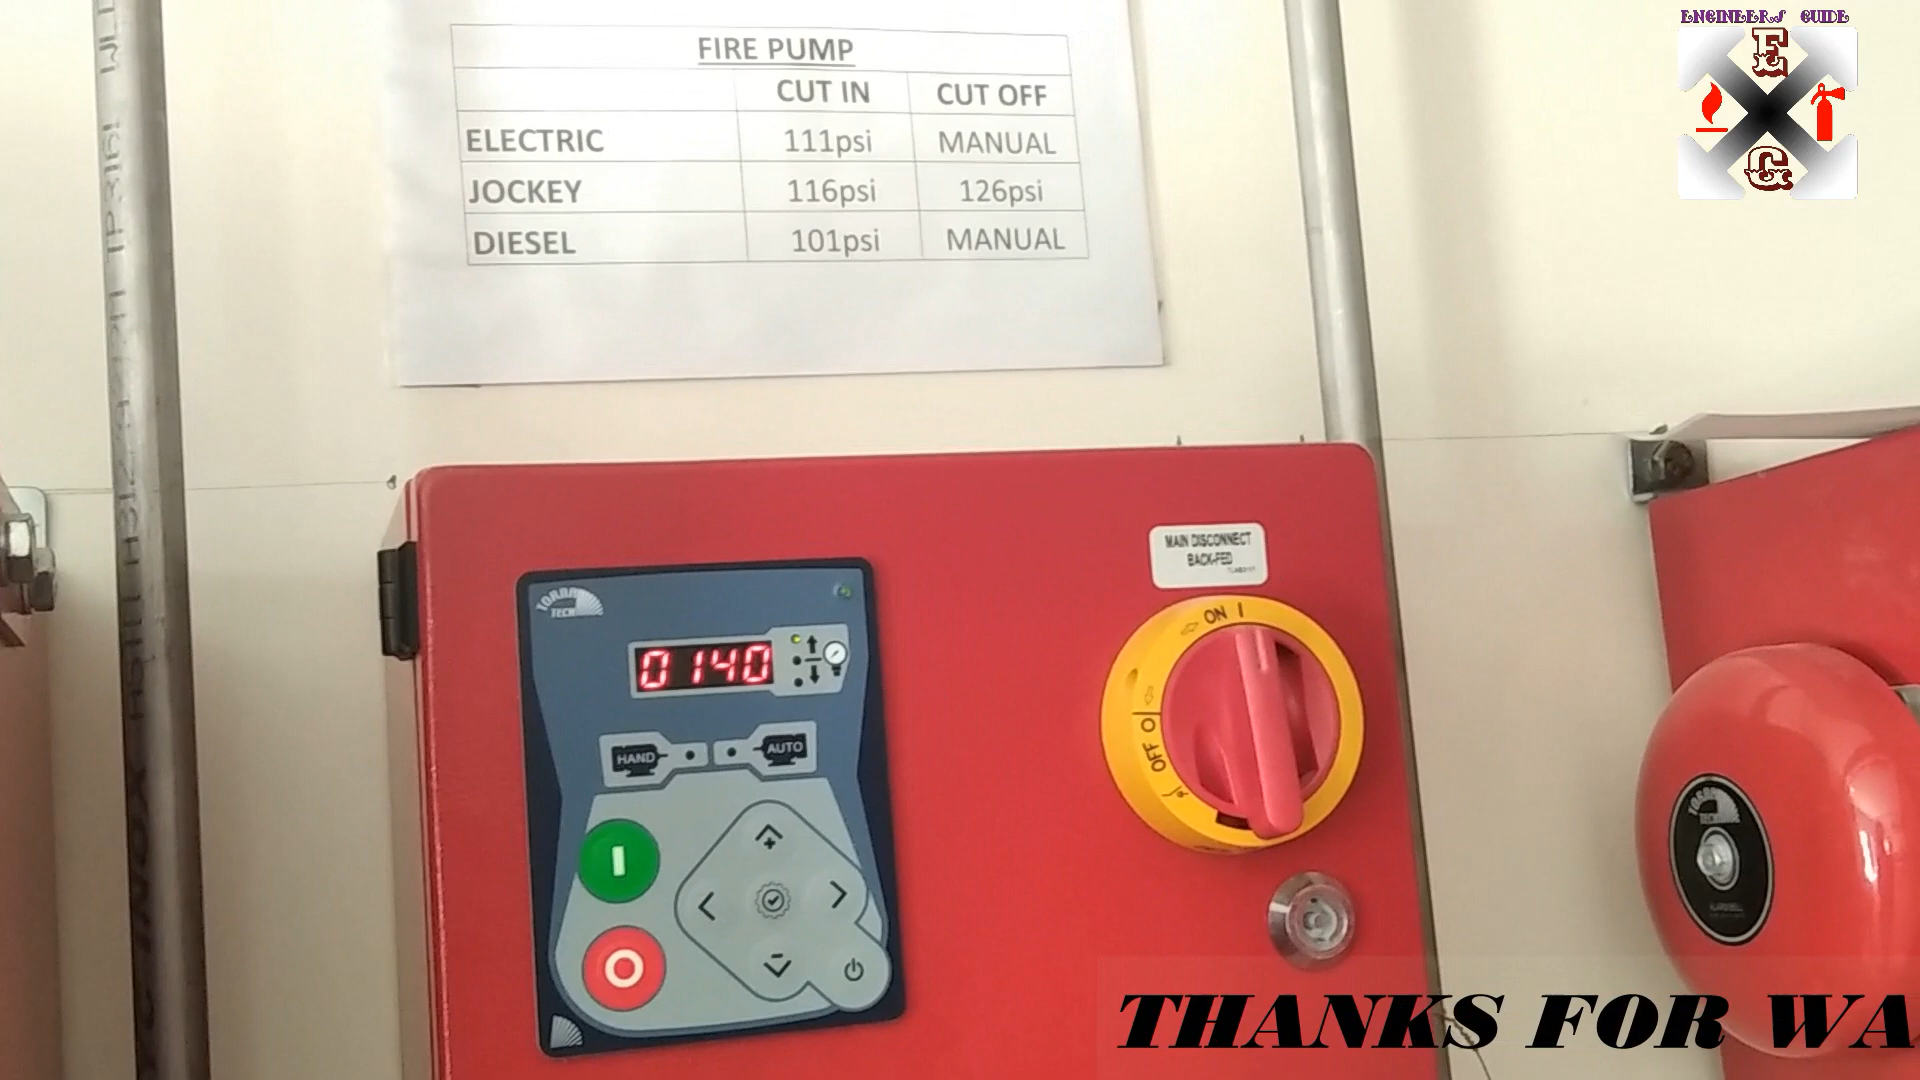 ENGINEERS GUIDE
E
G
FIRE PUMP
CUT IN CUT OFF
ELECTRIC 111psi MANUAL
JOCKEY 116psi 126psi
DIESEL 101psi MANUAL
MAIN DISCONNECT
BACK-FED
TECH
0140
HAND AUTO
ON I
OFF O
THANKS FOR WA